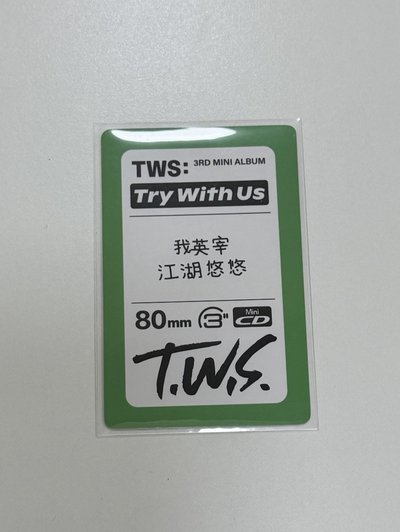 TWS: 3RD MINI ALBUM
Try With Us
我英宰
江湖悠悠
80mm 3" Mini CD
T.W.S.